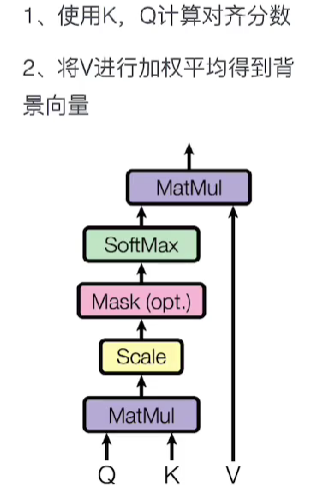 1、使用K，Q计算对齐分数
2、将V进行加权平均得到背
景向量
MatMul
SoftMax
Mask (opt.)
Scale
MatMul
Q K V